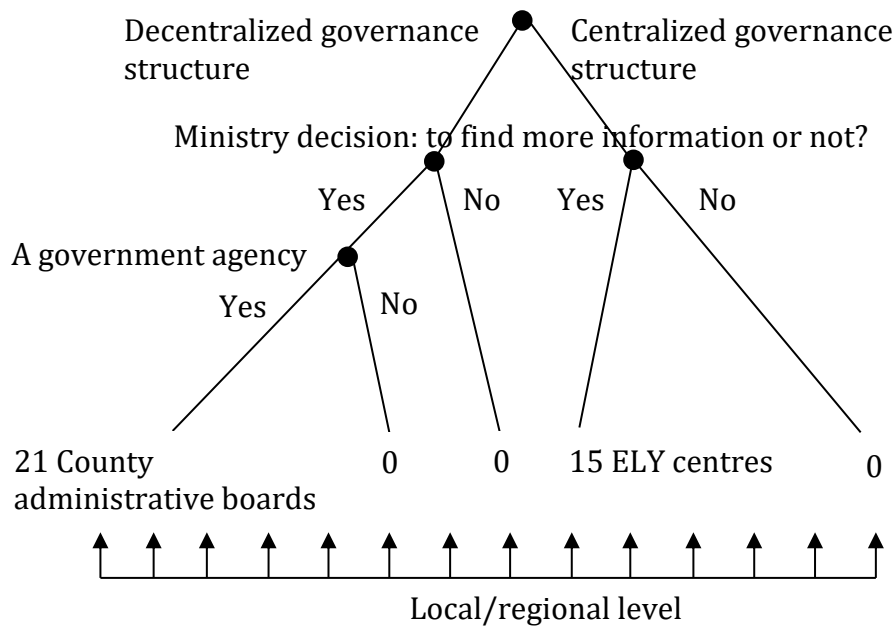 Decentralized governance
structure
Centralized governance
structure
Ministry decision: to find more information or not?
Yes
No
Yes
No
A government agency
Yes
No
21 County
administrative boards
0
0
15 ELY centres
0
Local/regional level